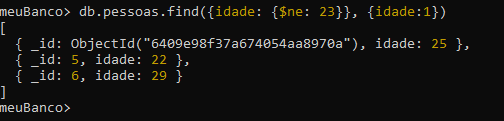 meuBanco> db.pessoas.find({idade: {$ne: 23}}, {idade:1})
[
  { _id: ObjectId("6409e98f37a674054aa8970a"), idade: 25 },
  { _id: 5, idade: 22 },
  { _id: 6, idade: 29 }
]
meuBanco>